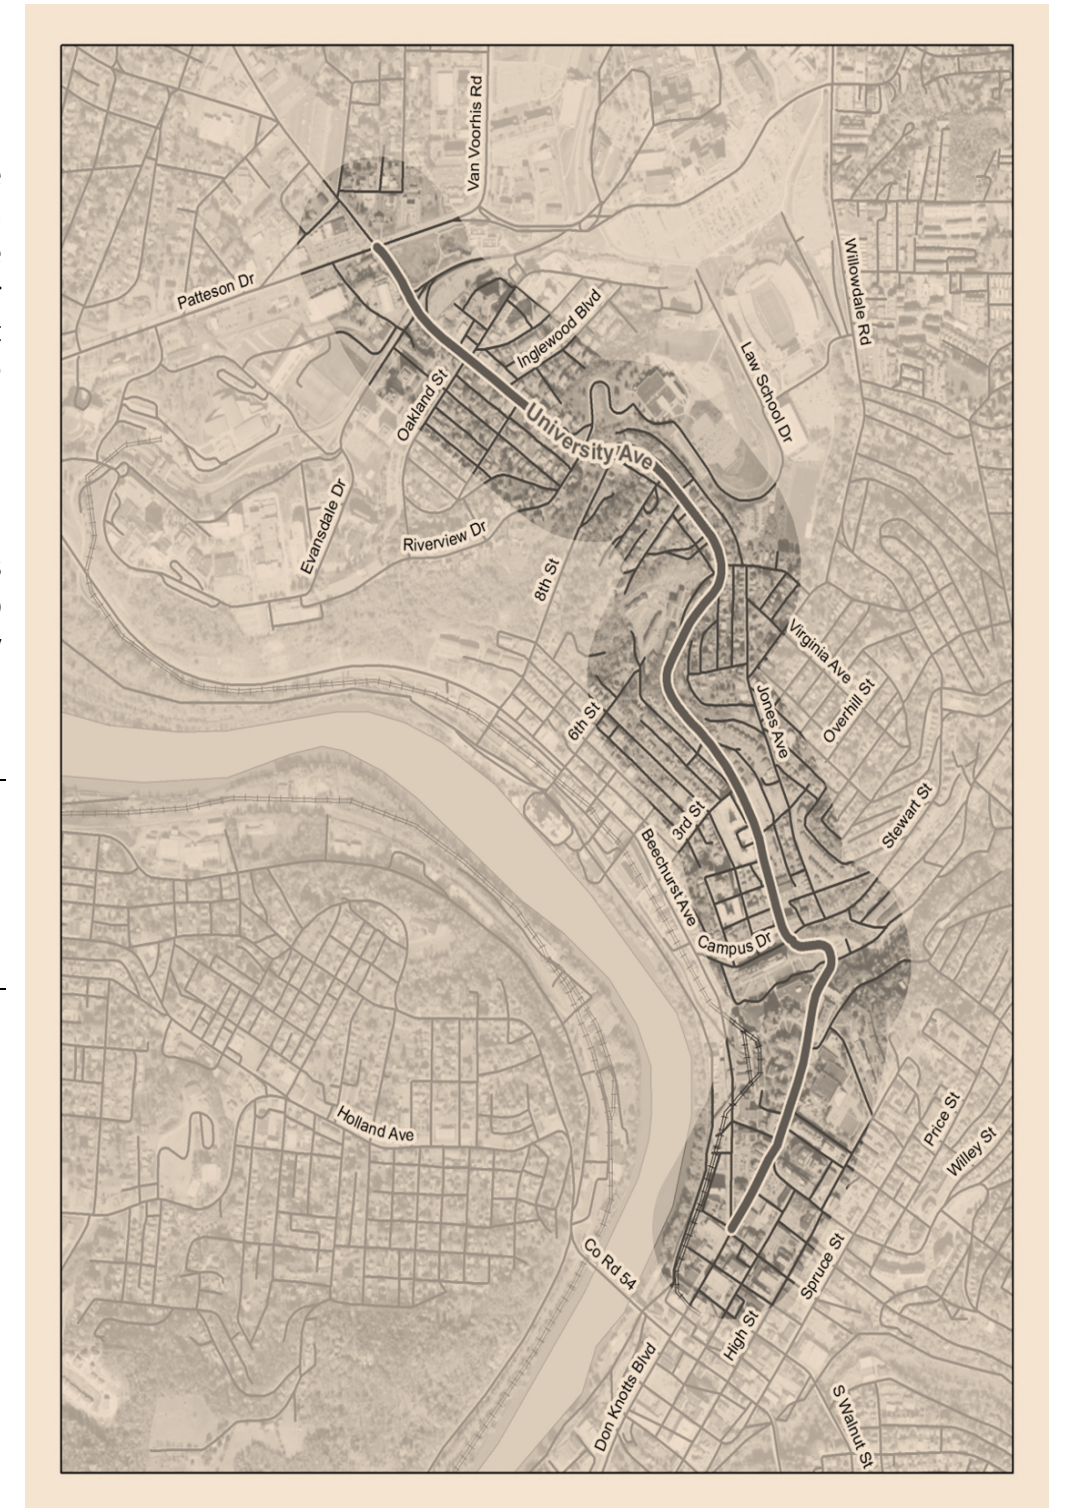 Van Voorhis Rd
Patteson Dr
Willowdale Rd
Inglewood Blvd
Law School Dr
Oakland St
University Ave
Evansdale Dr
Riverview Dr
8th St
Virginia Ave
Overhill St
Jones Ave
6th St
Stewart St
3rd St
Beechurst Ave
Campus Dr
Holland Ave
Price St
Willey St
Co Rd 54
Spruce St
High St
Don Knotts Blvd
S Walnut St